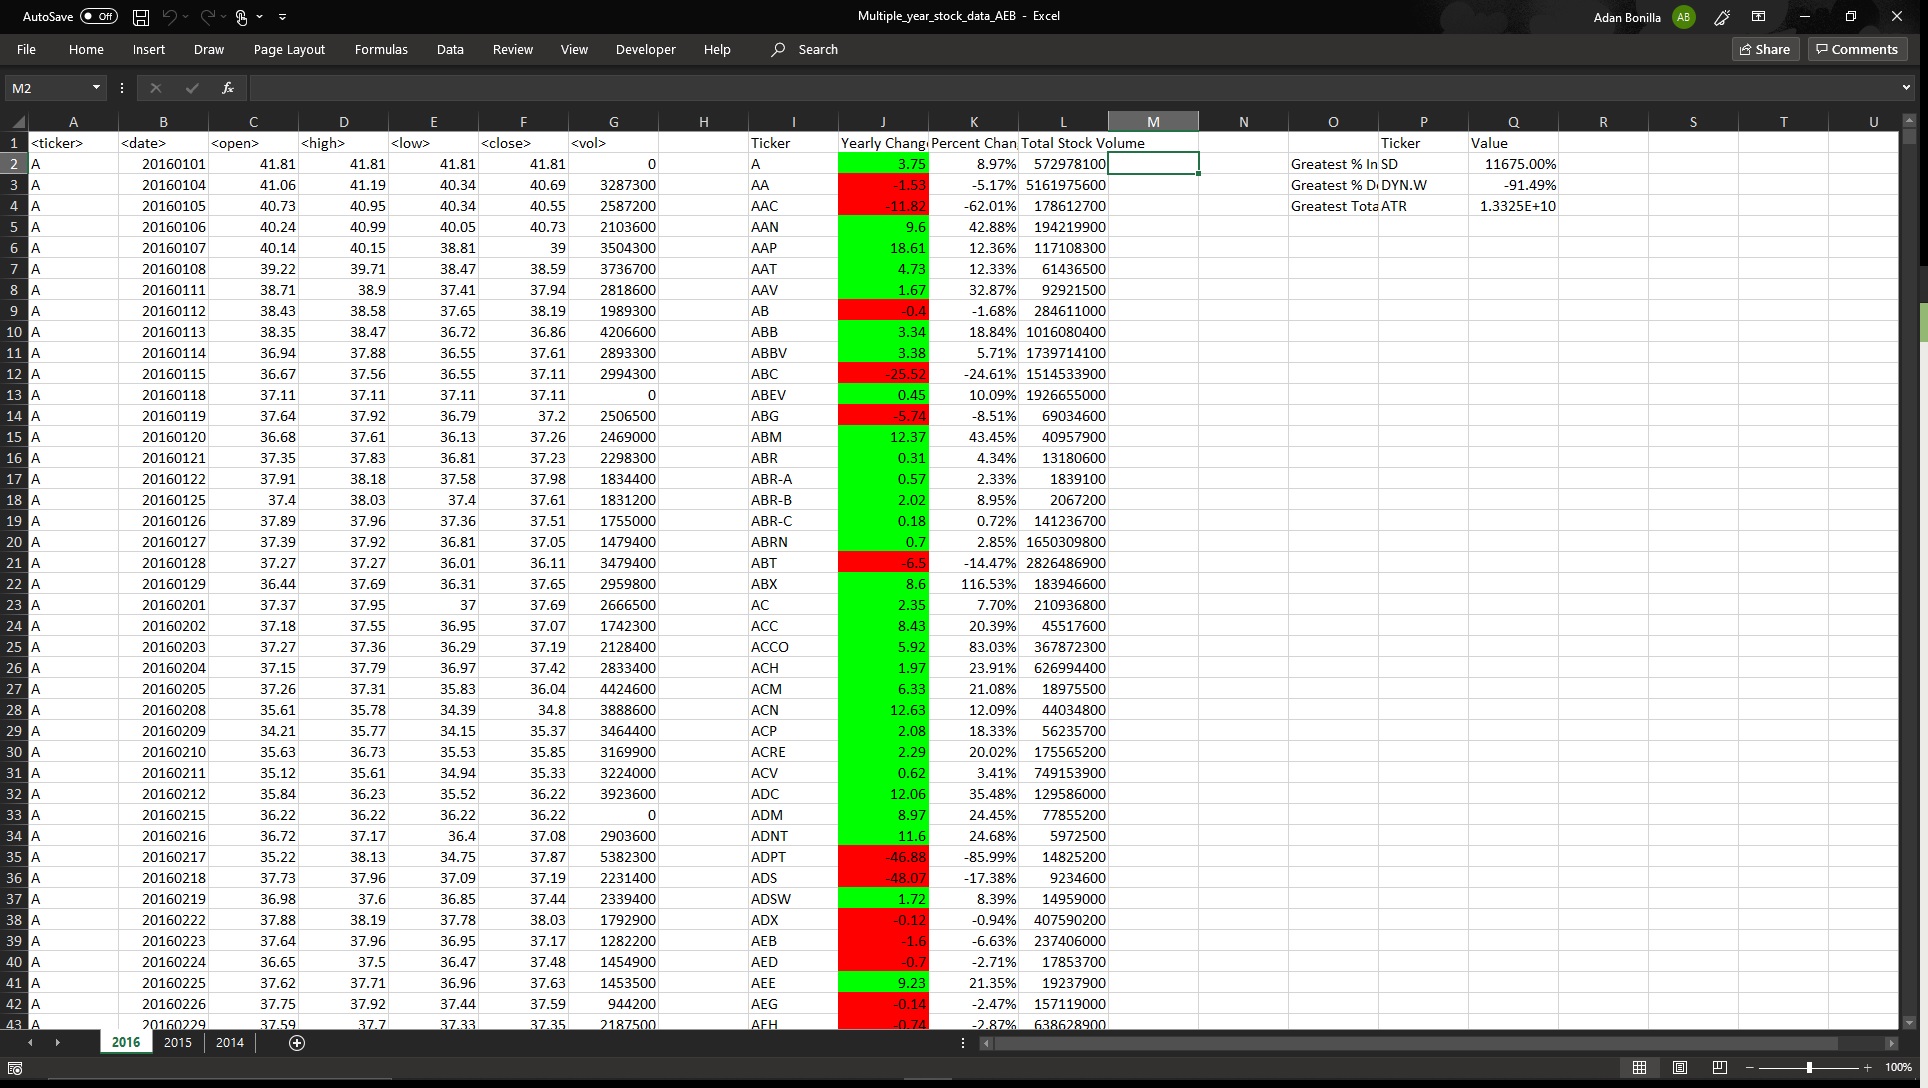 AutoSave Off Multiple_year_stock_data_AEB - Excel Adan Bonilla AB
File Home Insert Draw Page Layout Formulas Data Review View Developer Help Search Share Comments
M2 fx
A B C D E F G H I J K L M N O P Q R S T U
1 <ticker> <date> <open> <high> <low> <close> <vol> Ticker Yearly Chang Percent Chan Total Stock Volume Ticker Value
2 A 20160101 41.81 41.81 41.81 41.81 0 A 3.75 8.97% 572978100 Greatest % In SD 11675.00%
3 A 20160104 41.06 41.19 40.34 40.69 3287300 AA -1.53 -5.17% 5161975600 Greatest % D DYN.W -91.49%
4 A 20160105 40.73 40.95 40.34 40.55 2587200 AAC -11.82 -62.01% 178612700 Greatest Tota ATR 1.3325E+10
5 A 20160106 40.24 40.99 40.05 40.73 2103600 AAN 9.6 42.88% 194219900
6 A 20160107 40.14 40.15 38.81 39 3504300 AAP 18.61 12.36% 117108300
7 A 20160108 39.22 39.71 38.47 38.59 3736700 AAT 4.73 12.33% 61436500
8 A 20160111 38.71 38.9 37.41 37.94 2818600 AAV 1.67 32.87% 92921500
9 A 20160112 38.43 38.58 37.65 38.19 1989300 AB -0.4 -1.68% 284611000
10 A 20160113 38.35 38.47 36.72 36.86 4206600 ABB 3.34 18.84% 1016080400
11 A 20160114 36.94 37.88 36.55 37.61 2893300 ABBV 3.38 5.71% 1739714100
12 A 20160115 36.67 37.56 36.55 37.11 2994300 ABC -25.52 -24.61% 1514533900
13 A 20160118 37.11 37.11 37.11 37.11 0 ABEV 0.45 10.09% 1926655000
14 A 20160119 37.64 37.92 36.79 37.2 2506500 ABG -5.74 -8.51% 69034600
15 A 20160120 36.68 37.61 36.13 37.26 2469000 ABM 12.37 43.45% 40957900
16 A 20160121 37.35 37.83 36.81 37.23 2298300 ABR 0.31 4.34% 13180600
17 A 20160122 37.91 38.18 37.58 37.98 1834400 ABR-A 0.57 2.33% 1839100
18 A 20160125 37.4 38.03 37.4 37.61 1831200 ABR-B 2.02 8.95% 2067200
19 A 20160126 37.89 37.96 37.36 37.51 1755000 ABR-C 0.18 0.72% 141236700
20 A 20160127 37.39 37.92 36.81 37.05 1479400 ABRN 0.7 2.85% 1650309800
21 A 20160128 37.27 37.27 36.01 36.11 3479400 ABT -6.5 -14.47% 2826486900
22 A 20160129 36.44 37.69 36.31 37.65 2959800 ABX 8.6 116.53% 183946600
23 A 20160201 37.37 37.95 37 37.69 2666500 AC 2.35 7.70% 210936800
24 A 20160202 37.18 37.55 36.95 37.07 1742300 ACC 8.43 20.39% 45517600
25 A 20160203 37.27 37.36 36.29 37.19 2128400 ACCO 5.92 83.03% 367872300
26 A 20160204 37.15 37.79 36.97 37.42 2833400 ACH 1.97 23.91% 626994400
27 A 20160205 37.26 37.31 35.83 36.04 4424600 ACM 6.33 21.08% 18975500
28 A 20160208 35.61 35.78 34.39 34.8 3888600 ACN 12.63 12.09% 44034800
29 A 20160209 34.21 35.77 34.15 35.37 3464400 ACP 2.08 18.33% 56235700
30 A 20160210 35.63 36.73 35.53 35.85 3169900 ACRE 2.29 20.02% 175565200
31 A 20160211 35.12 35.61 34.94 35.33 3224000 ACV 0.62 3.41% 749153900
32 A 20160212 35.84 36.23 35.52 36.22 3923600 ADC 12.06 35.48% 129586000
33 A 20160215 36.22 36.22 36.22 36.22 0 ADM 8.97 24.45% 77855200
34 A 20160216 36.72 37.17 36.4 37.08 2903600 ADNT 11.6 24.68% 5972500
35 A 20160217 35.22 38.13 34.75 37.87 5382300 ADPT -46.88 -85.99% 14825200
36 A 20160218 37.73 37.96 37.09 37.19 2231400 ADS -48.07 -17.38% 9234600
37 A 20160219 36.98 37.6 36.85 37.44 2339400 ADSW 1.72 8.39% 14959000
38 A 20160222 37.88 38.19 37.78 38.03 1792900 ADX -0.12 -0.94% 407590200
39 A 20160223 37.64 37.96 36.95 37.17 1282200 AEB -1.6 -6.63% 237406000
40 A 20160224 36.65 37.5 36.47 37.48 1454900 AED -0.7 -2.71% 17853700
41 A 20160225 37.62 37.71 36.96 37.63 1453500 AEE 9.23 21.35% 19237900
42 A 20160226 37.75 37.92 37.44 37.59 944200 AEG -0.14 -2.47% 157119000
43 A 20160229 37.59 37.7 37.33 37.35 2187500 AEH -0.74 -2.87% 638628900
2016 2015 2014
100%